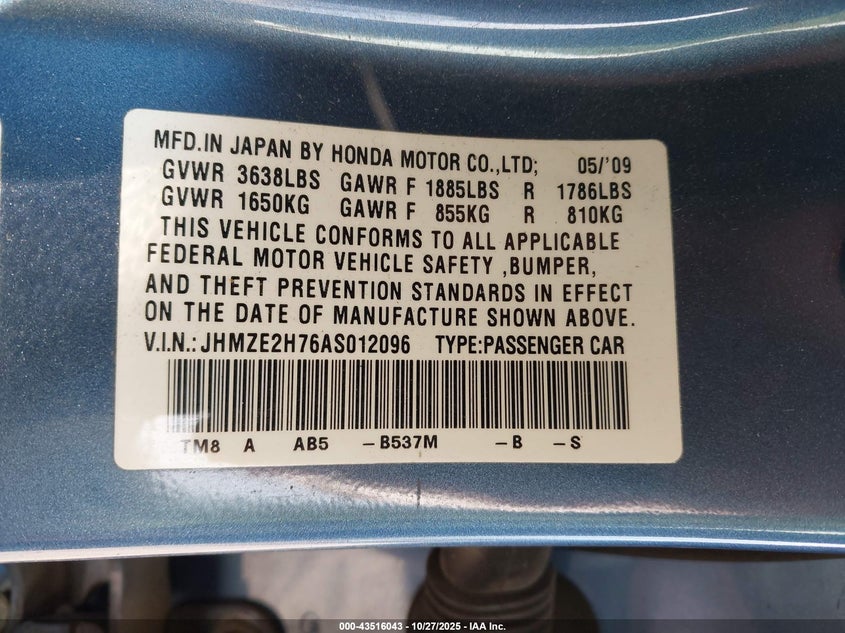 MFD.IN JAPAN BY HONDA MOTOR CO.,LTD; 05/'09
GVWR 3638LBS GAWR F 1885LBS R 1786LBS
GVWR 1650KG GAWR F 855KG R 810KG
THIS VEHICLE CONFORMS TO ALL APPLICABLE
FEDERAL MOTOR VEHICLE SAFETY ,BUMPER,
AND THEFT PREVENTION STANDARDS IN EFFECT
ON THE DATE OF MANUFACTURE SHOWN ABOVE.
V.I.N.: JHMZE2H76AS012096 TYPE:PASSENGER CAR
TM8 A AB5 -B537M -B -S
000-43516043 | 10/27/2025 - IAA Inc.